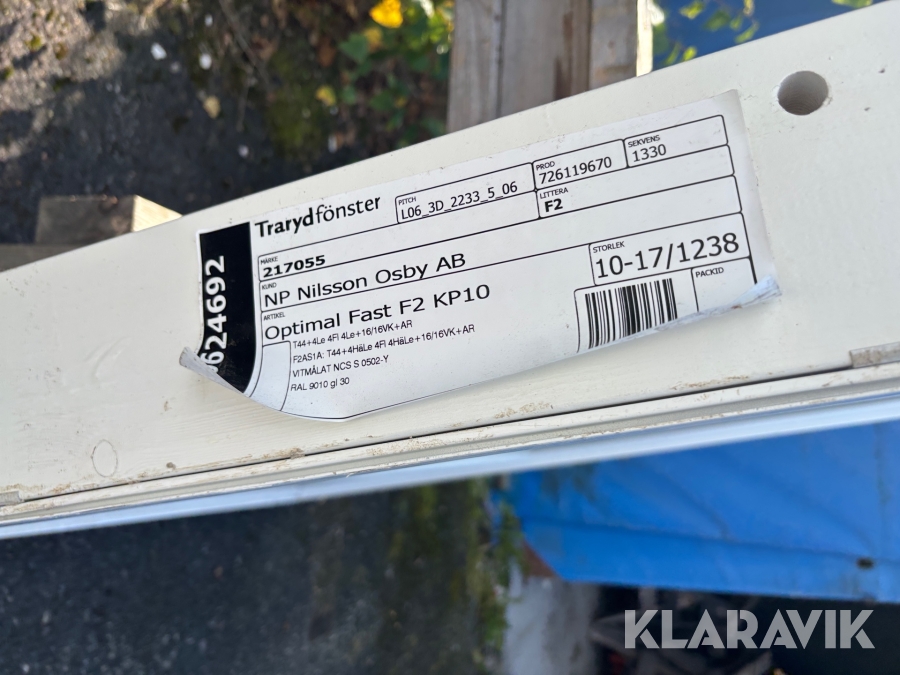 624692
Trarydfönster
PITCH
L06_3D_2233_5_06
PROD
726119670
SEKVENS
1330
MÄRKE
217055
LITTERA
F2
KUND
NP Nilsson Osby AB
ARTIKEL
Optimal Fast F2 KP10
STORLEK
10-17/1238
T44+4Le 4Fl 4Le+16/16VK+AR
F2AS1A: T44+4HäLe 4Fl 4HäLe+16/16VK+AR
VITMÅLAT NCS S 0502-Y
RAL 9010 gl 30
PACKID
KLARAVIK